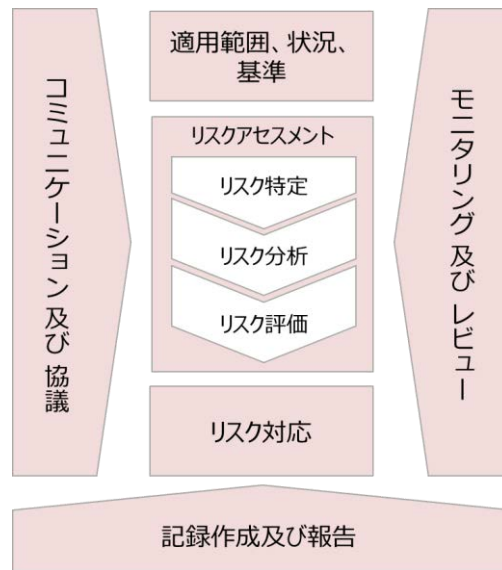 適用範囲、状況、
基準
コミュニケーション 及び 協議
リスクアセスメント
リスク特定
リスク分析
リスク評価
モニタリング 及び レビュー
リスク対応
記録作成及び報告